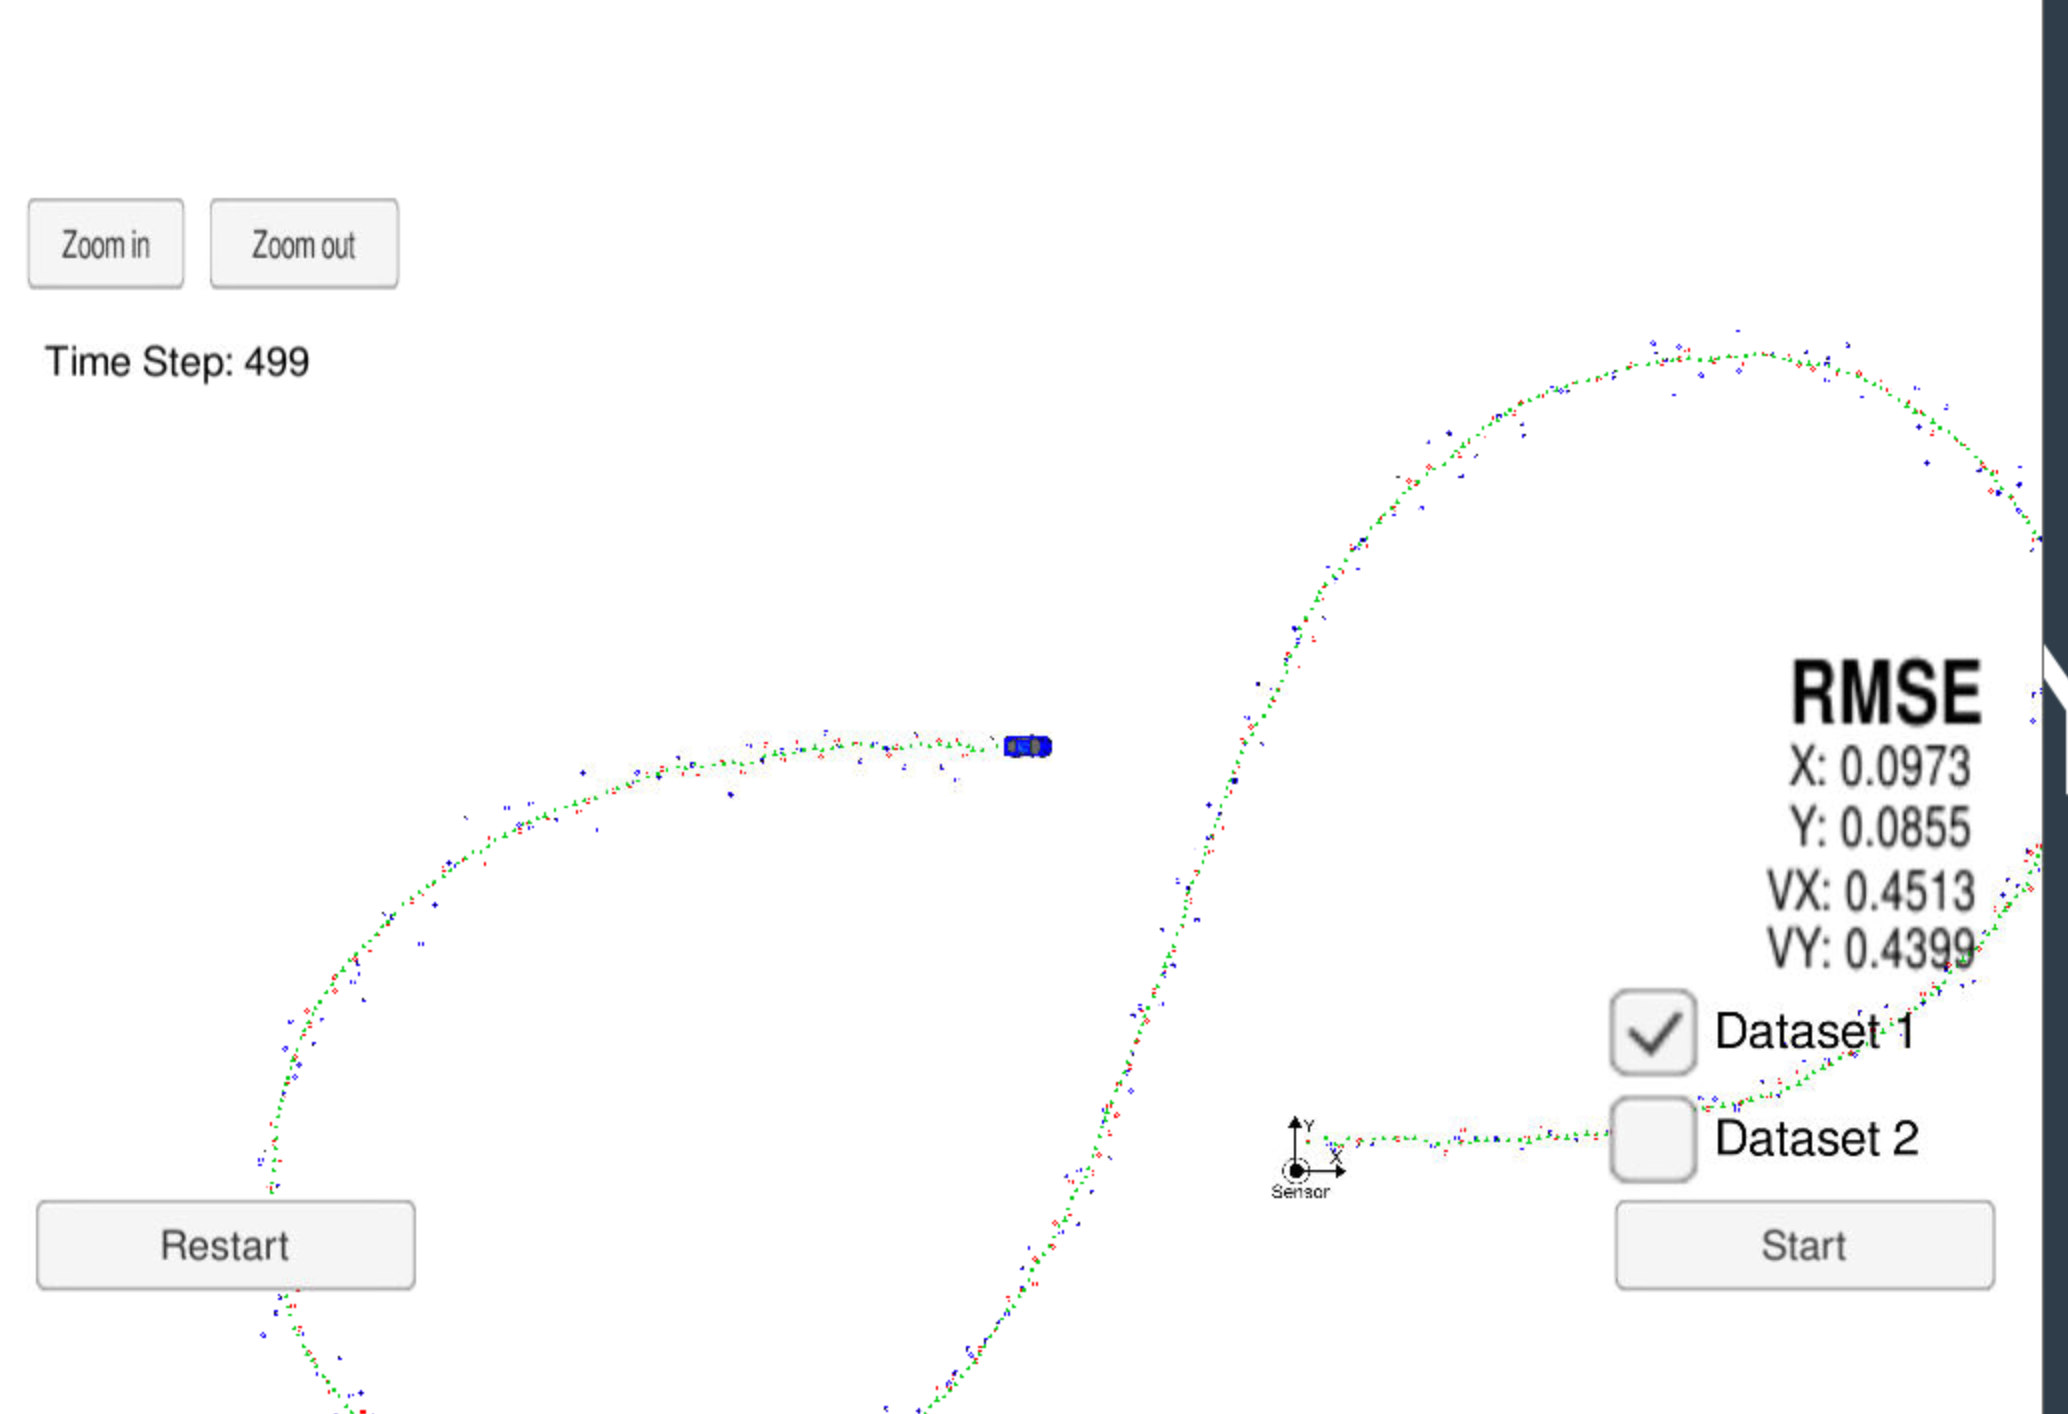 Zoom in
Zoom out
Time Step: 499
RMSE
X: 0.0973
Y: 0.0855
VX: 0.4513
VY: 0.4399
Dataset 1
Y
X
Sensor
Dataset 2
Restart
Start